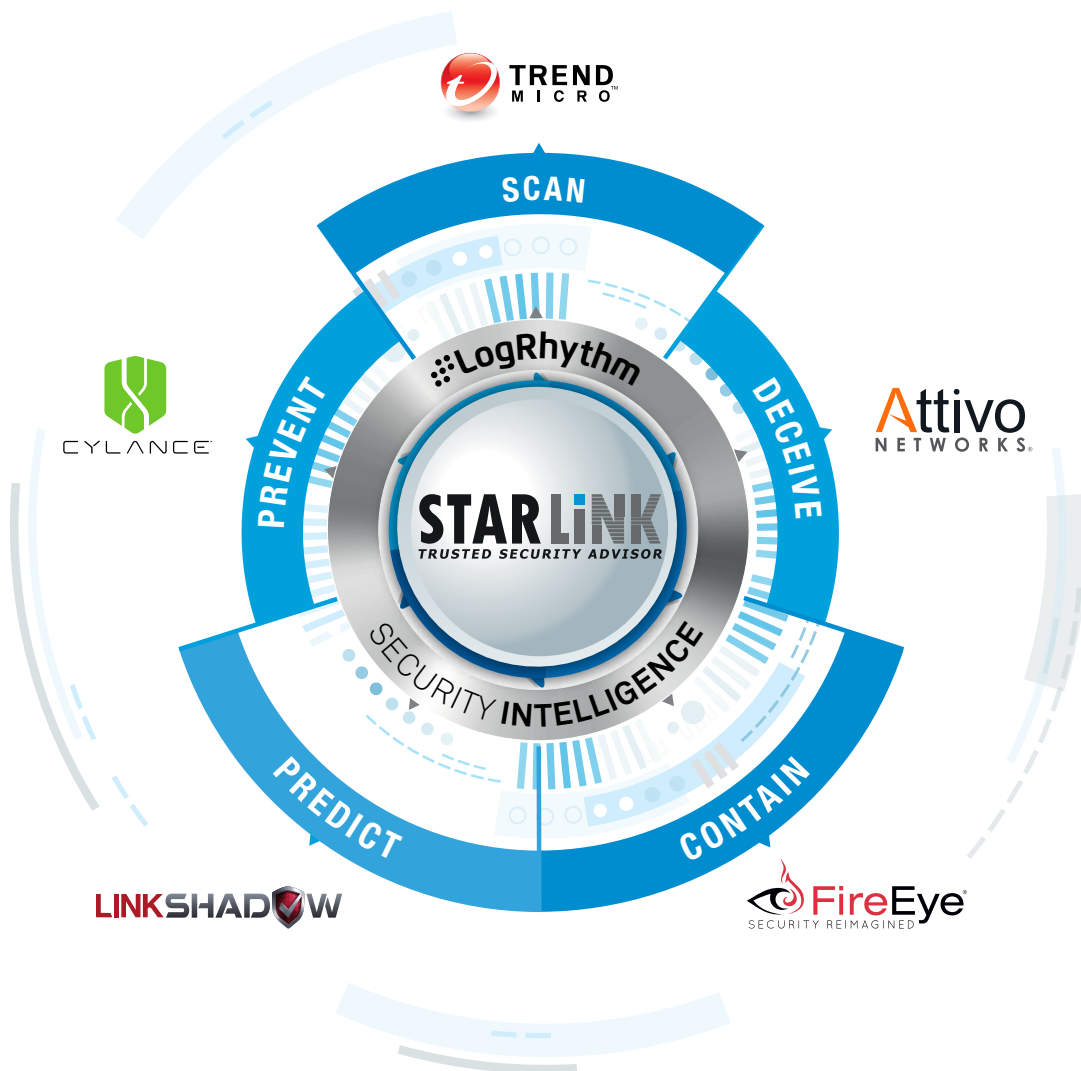 TREND
MICRO™
SCAN
LogRhythm
PREVENT
DECEIVE
CYLANCE
Attivo
NETWORKS®
STARLiNK
TRUSTED SECURITY ADVISOR
SECURITY INTELLIGENCE
PREDICT
CONTAIN
LINKSHADOW
FireEye®
SECURITY REIMAGINED